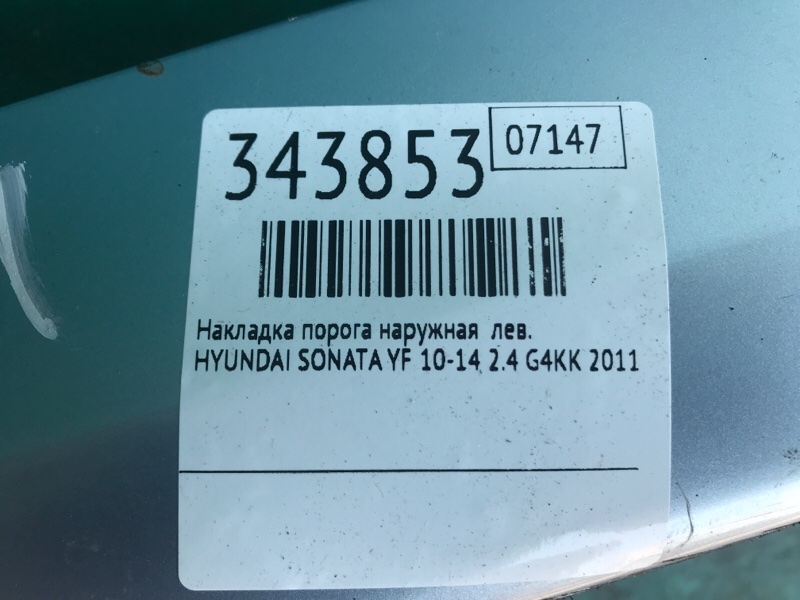 343853
07147
Накладка порога наружная лев.
HYUNDAI SONATA YF 10-14 2.4 G4KK 2011